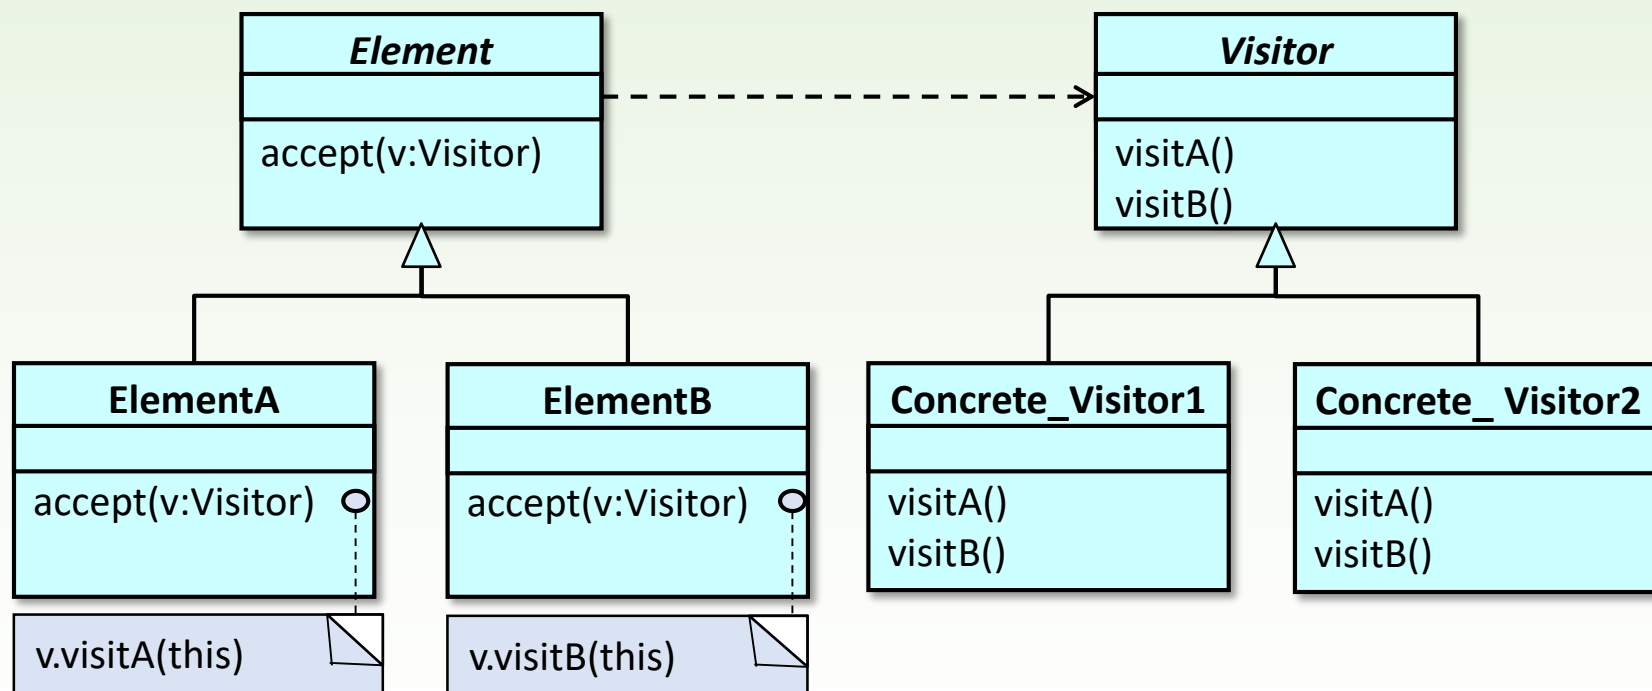 Element
accept(v:Visitor)
Visitor
visitA()
visitB()
ElementA
accept(v:Visitor)
v.visitA(this)
ElementB
accept(v:Visitor)
v.visitB(this)
Concrete_Visitor1
visitA()
visitB()
Concrete_ Visitor2
visitA()
visitB()